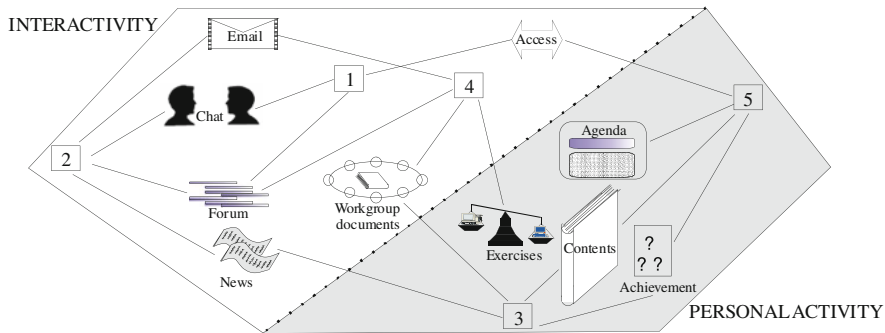 INTERACTIVITY
Email
Access
1
4
5
Chat
Agenda
2
Forum
Workgroup
documents
Exercises
Contents
?
? ?
News
Achievement
3
PERSONAL ACTIVITY